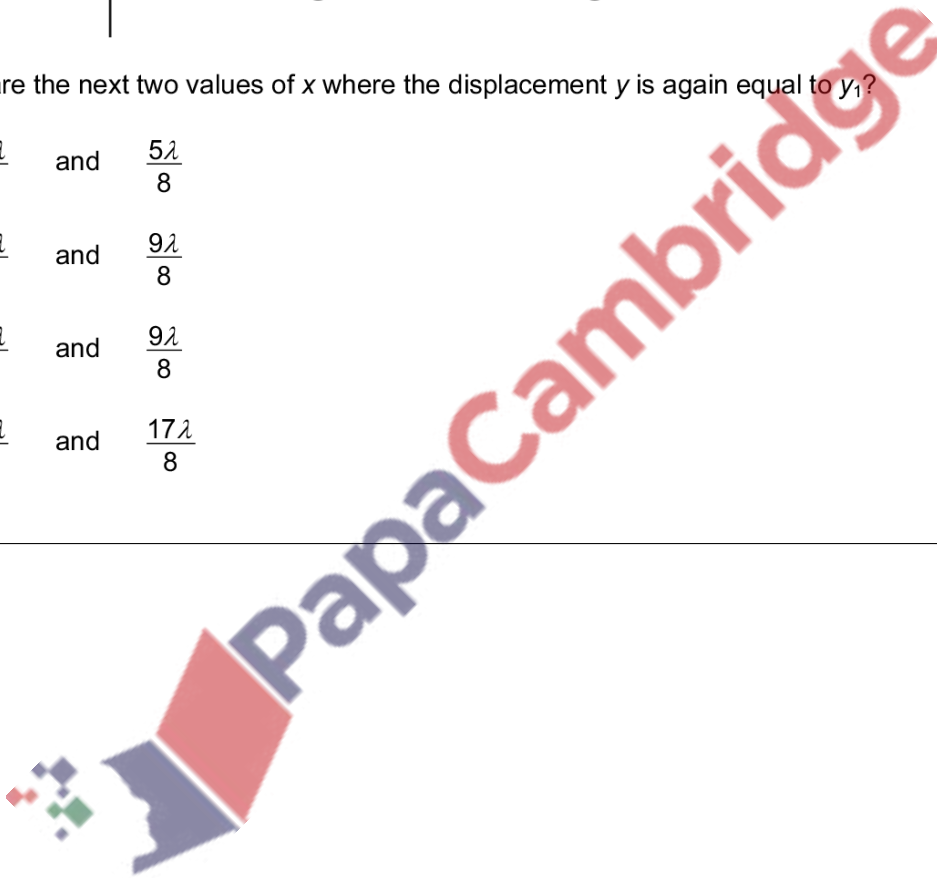 re the next two values of x where the displacement y is again equal to y₁?
λ and 5λ/8
λ and 9λ/8
λ and 9λ/8
λ and 17λ/8
PapaCambridge